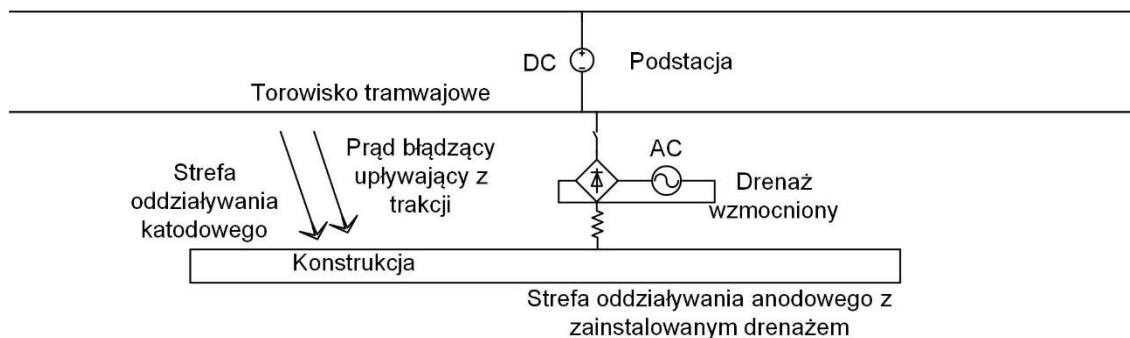 DC
Podstacja
Torowisko tramwajowe
Prąd błądzący
upływający z
trakcji
Strefa
oddziaływania
katodowego
AC
Drenaż
wzmocniony
Konstrukcja
Strefa oddziaływania anodowego z
zainstalowanym drenażem